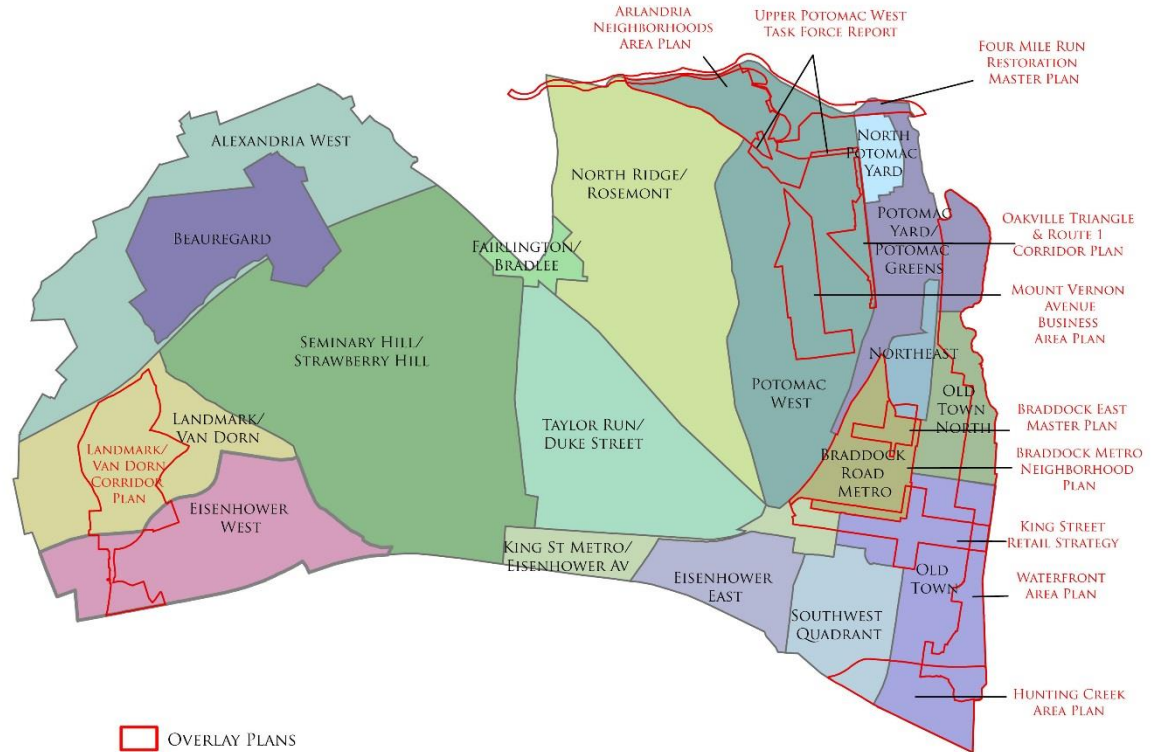 Arlandria
Neighborhoods
Area Plan
Upper Potomac West
Task Force Report
Four Mile Run
Restoration
Master Plan
Alexandria West
North
Potomac
Yard
North Ridge/
Rosemont
Beauregard
Potomac
Yard/
Potomac
Greens
Oakville Triangle
& Route 1
Corridor Plan
Fairlington/
Bradlee
Mount Vernon
Avenue
Business
Area Plan
Seminary Hill/
Strawberry Hill
Northeast
Potomac
West
Old
Town
North
Landmark/
Van Dorn
Taylor Run/
Duke Street
Braddock East
Master Plan
Landmark/
Van Dorn
Corridor
Plan
Braddock
Road
Metro
Braddock Metro
Neighborhood
Plan
Eisenhower
West
King Street
Retail Strategy
King St Metro/
Eisenhower Av
Eisenhower
East
Old
Town
Waterfront
Area Plan
Southwest
Quadrant
Hunting Creek
Area Plan
Overlay Plans